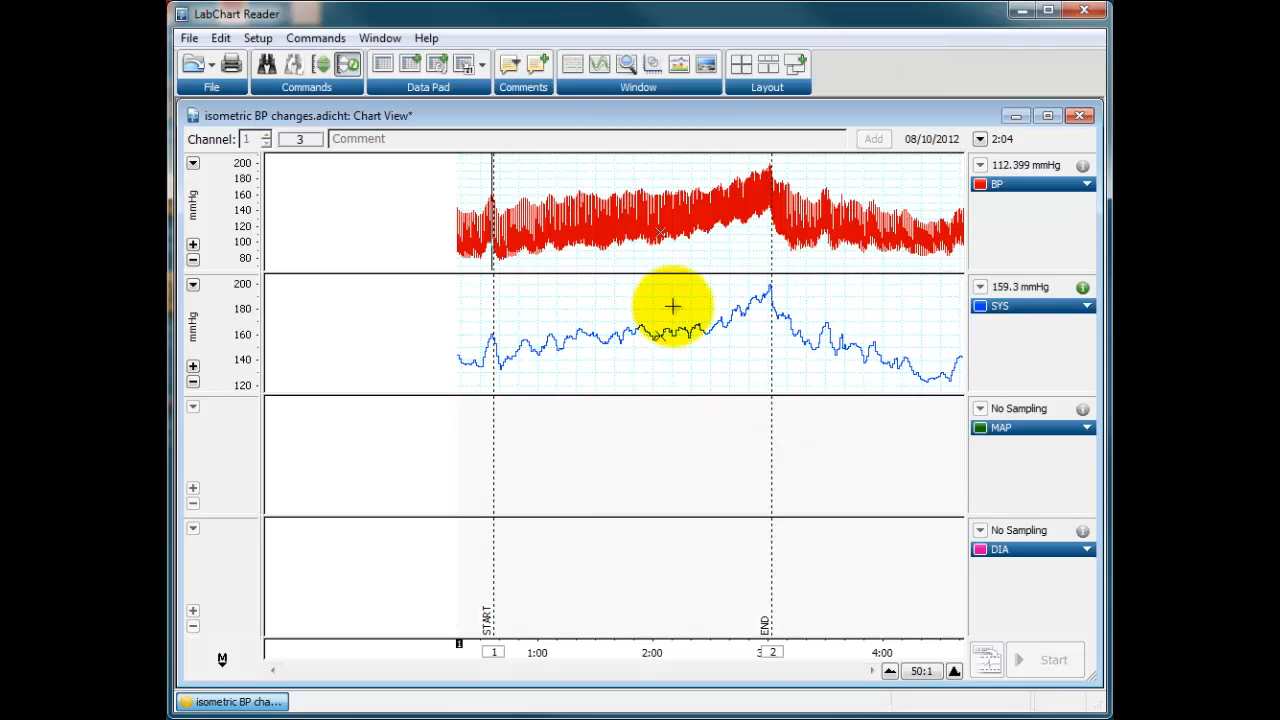 LabChart Reader
File Edit Setup Commands Window Help
File Commands Data Pad Comments Window Layout
isometric BP changes.adicht: Chart View*
Channel: 1 3 Comment Add 08/10/2012 2:04
200
180
160
140
120
100
80
mmHg
112.399 mmHg
BP
200
180
160
140
120
mmHg
159.3 mmHg
SYS
No Sampling
MAP
No Sampling
DIA
START
END
1
1 1:00 2:00 3 2 4:00
M
50:1
Start
isometric BP cha...